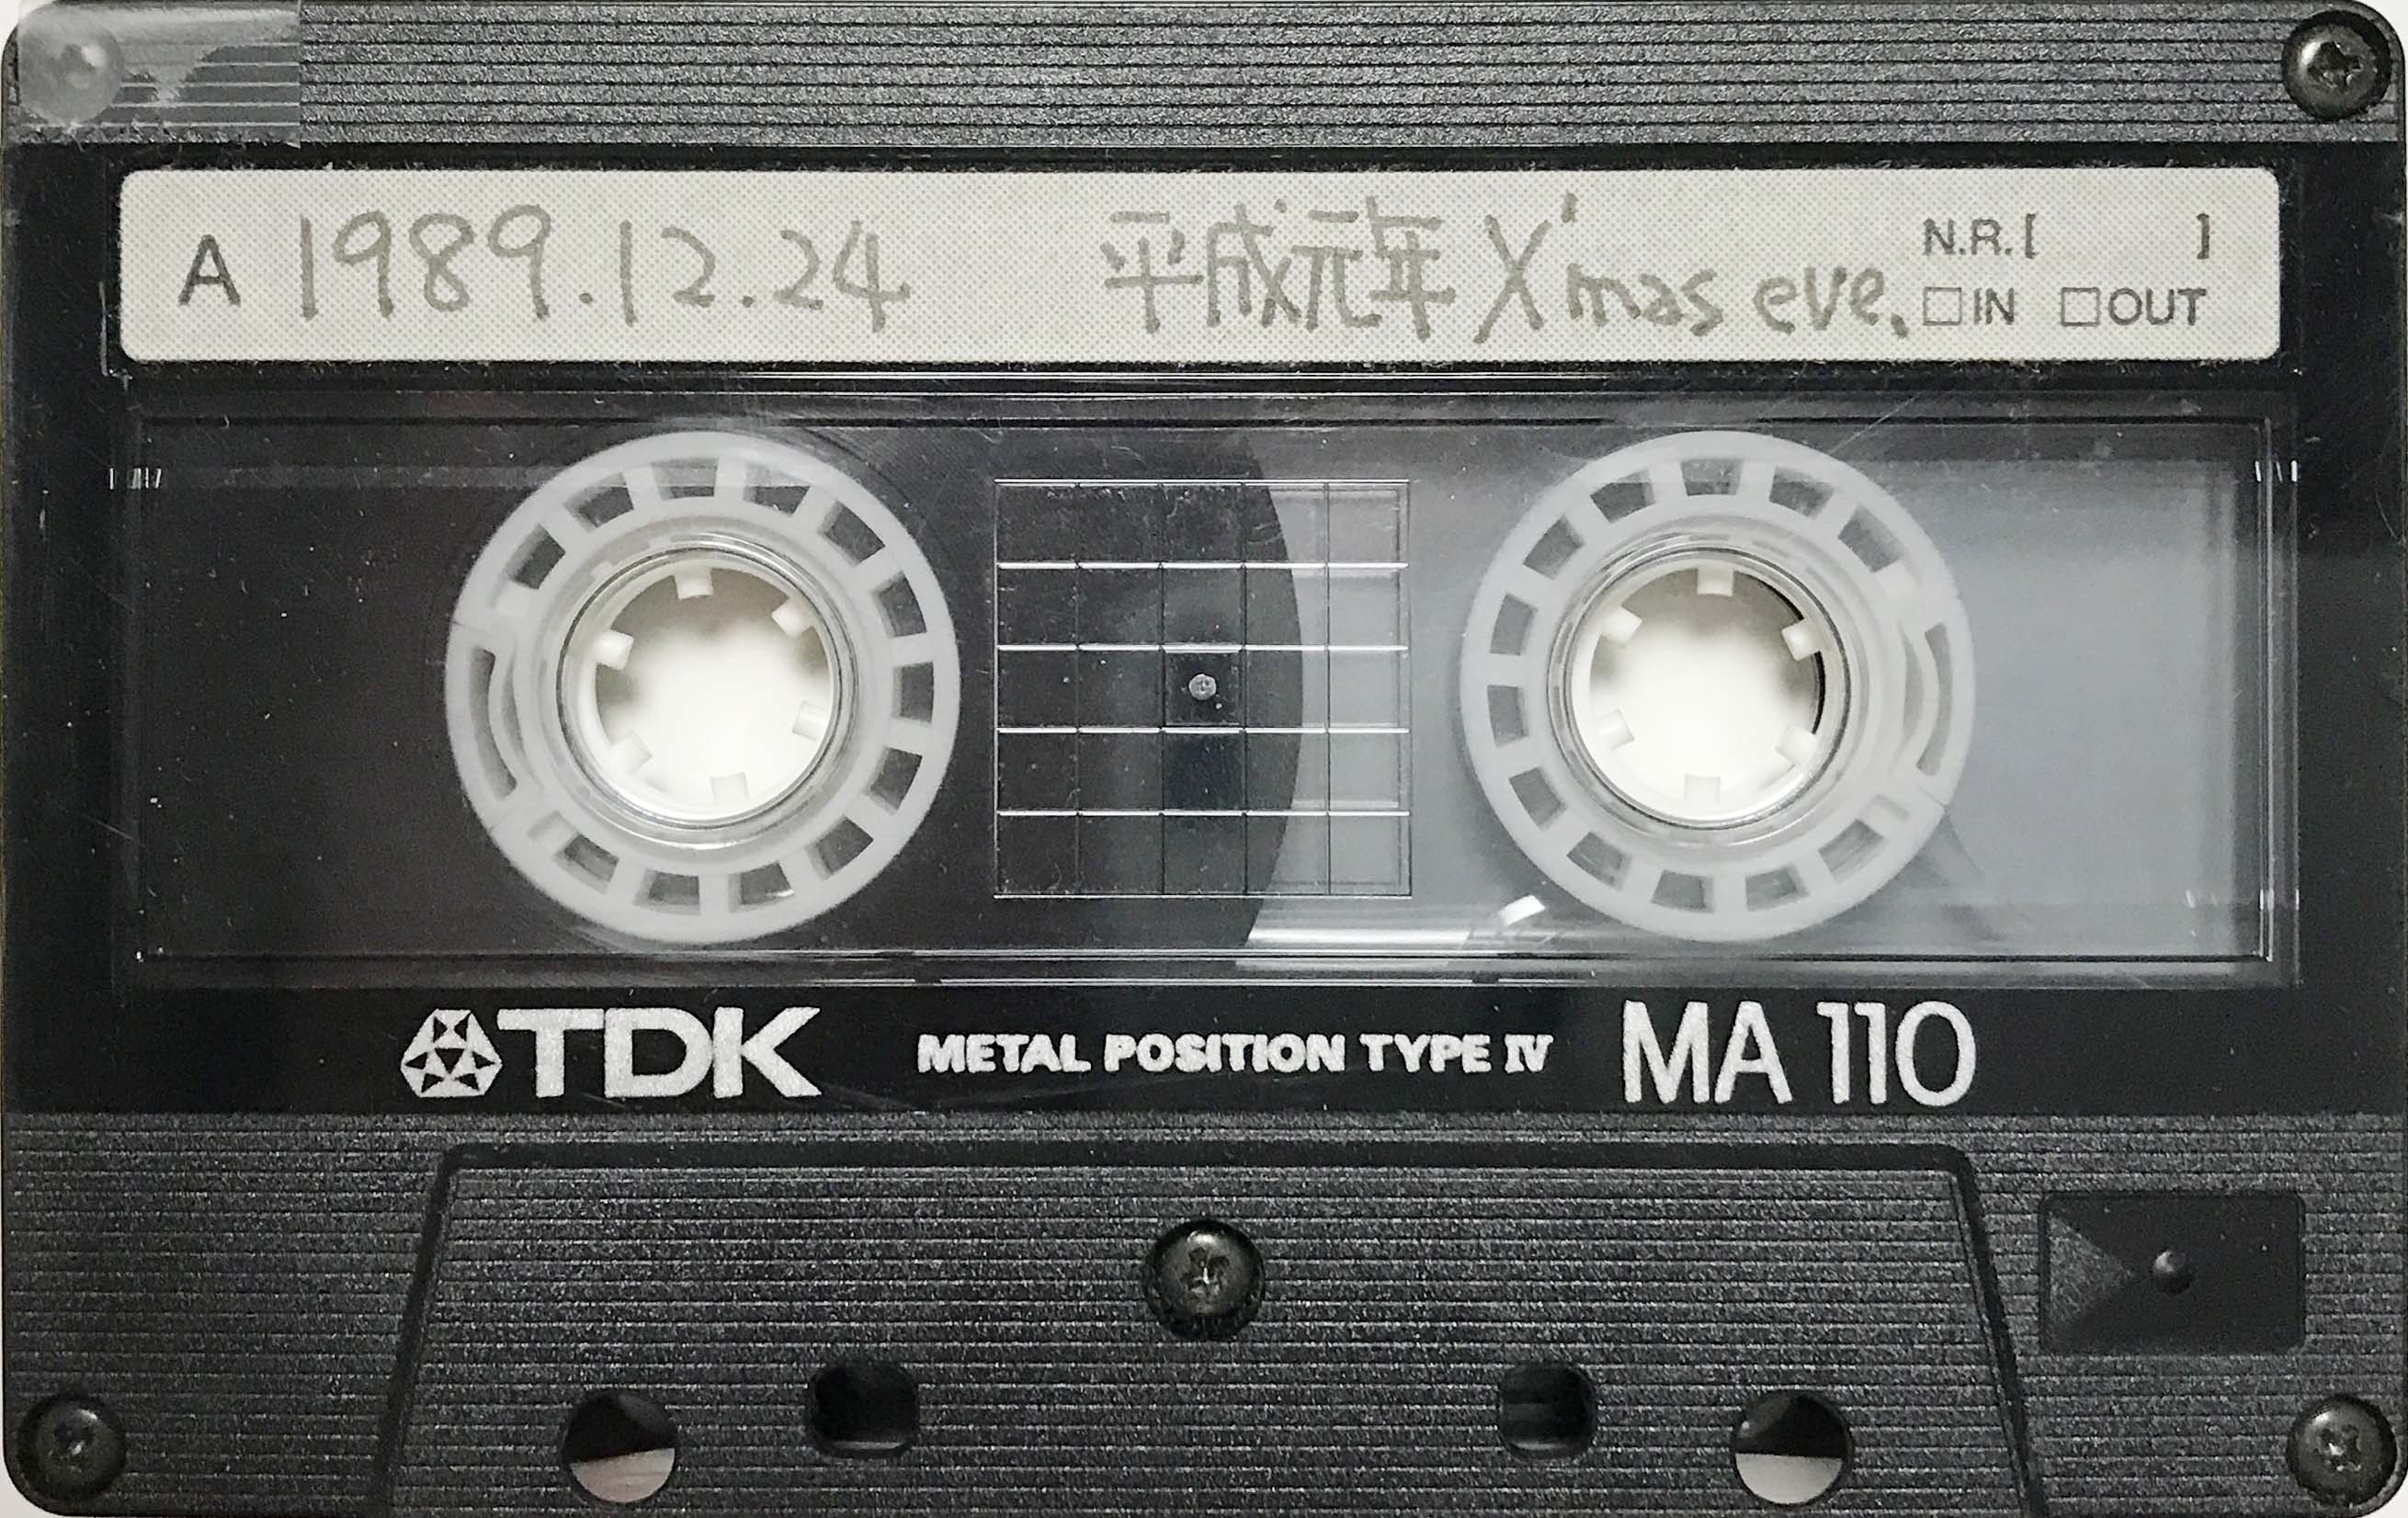 A 1989.12.24 平成元年 X'mas eve.
N.R.[ ]
□IN □OUT
TDK METAL POSITION TYPE IV MA 110